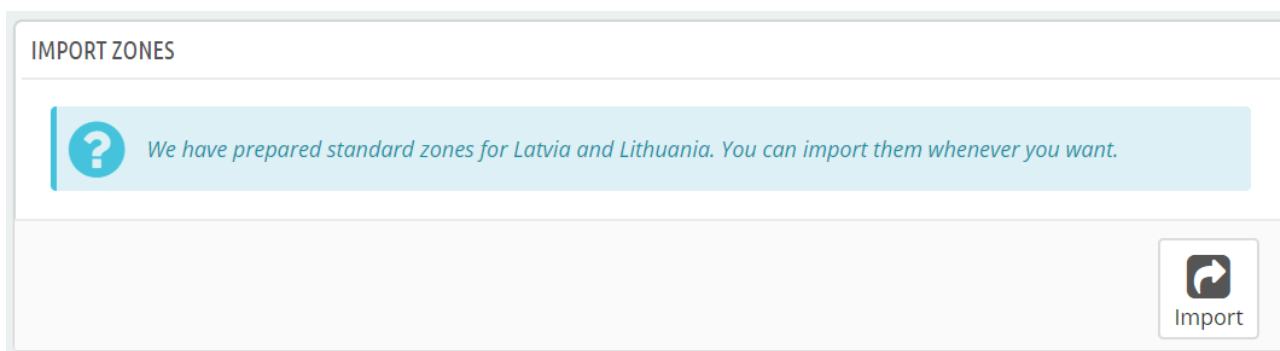 IMPORT ZONES
We have prepared standard zones for Latvia and Lithuania. You can import them whenever you want.
Import